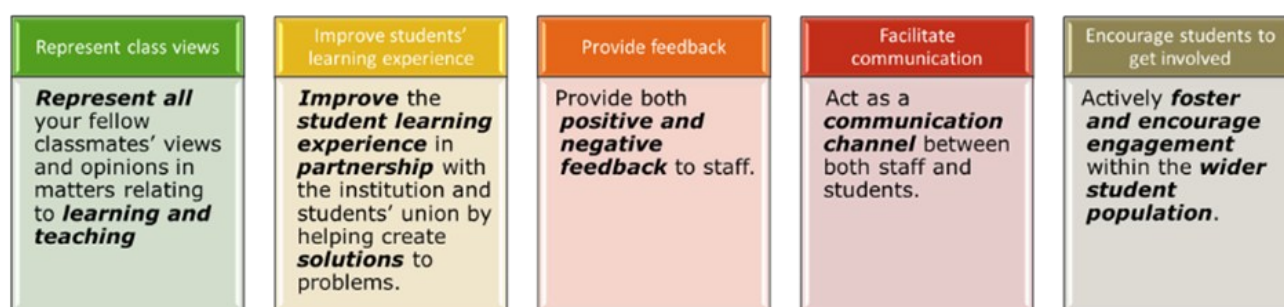 Represent class views
Represent all
your fellow
classmates' views
and opinions in
matters relating
to learning and
teaching
Improve students'
learning experience
Improve the
student learning
experience in
partnership with
the institution and
students' union by
helping create
solutions to
problems.
Provide feedback
Provide both
positive and
negative
feedback to staff.
Facilitate
communication
Act as a
communication
channel between
both staff and
students.
Encourage students to
get involved
Actively foster
and encourage
engagement
within the wider
student
population.